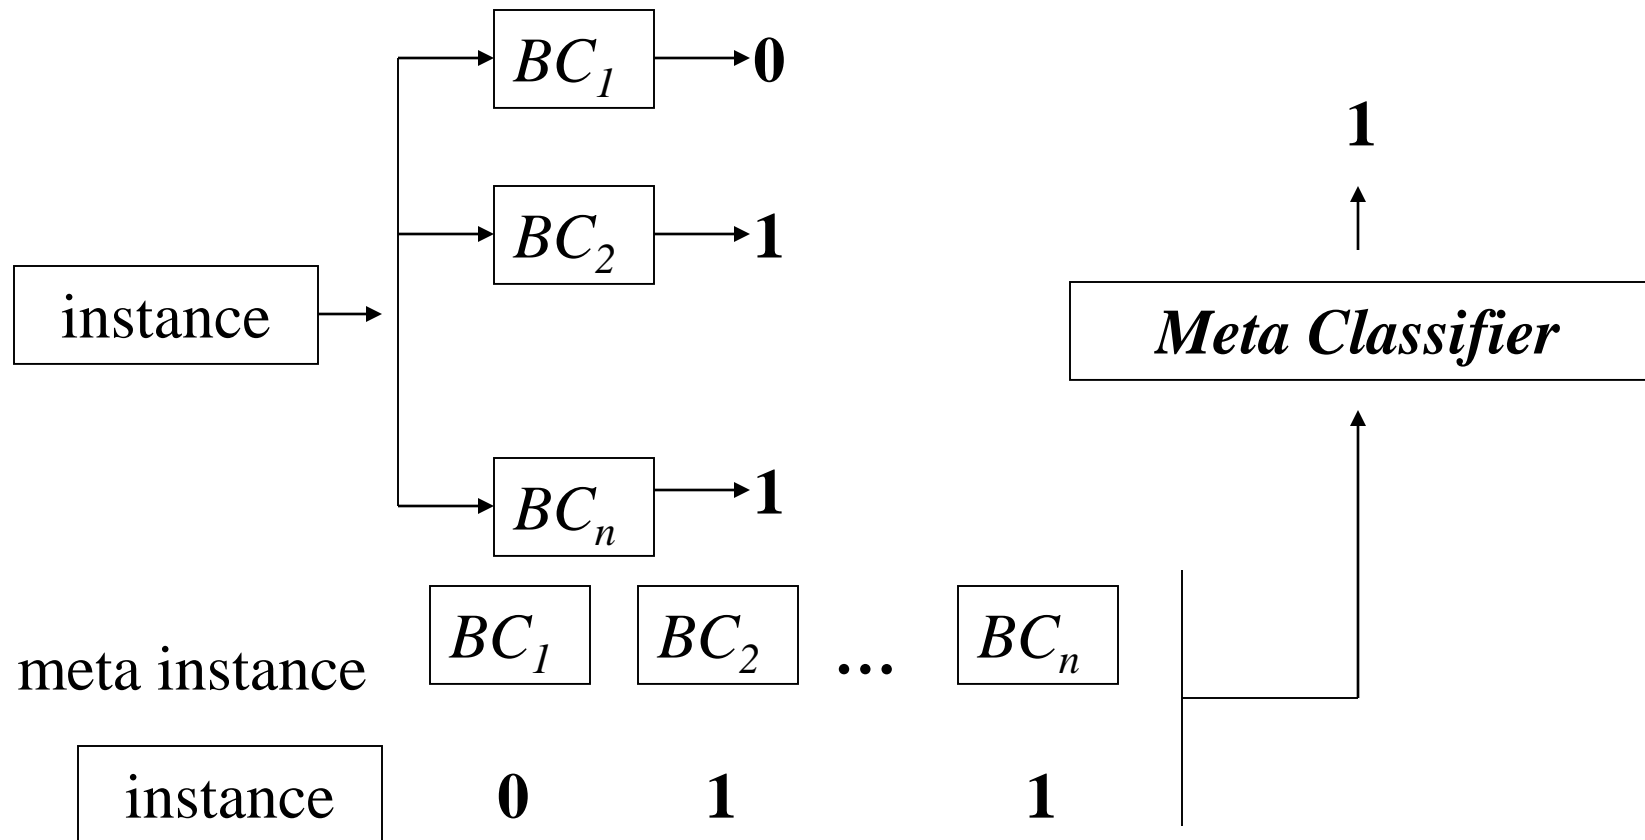 BC1 0
1
BC2 1
instance
Meta Classifier
BCn 1
BC1 BC2 ... BCn
meta instance
instance 0 1 1